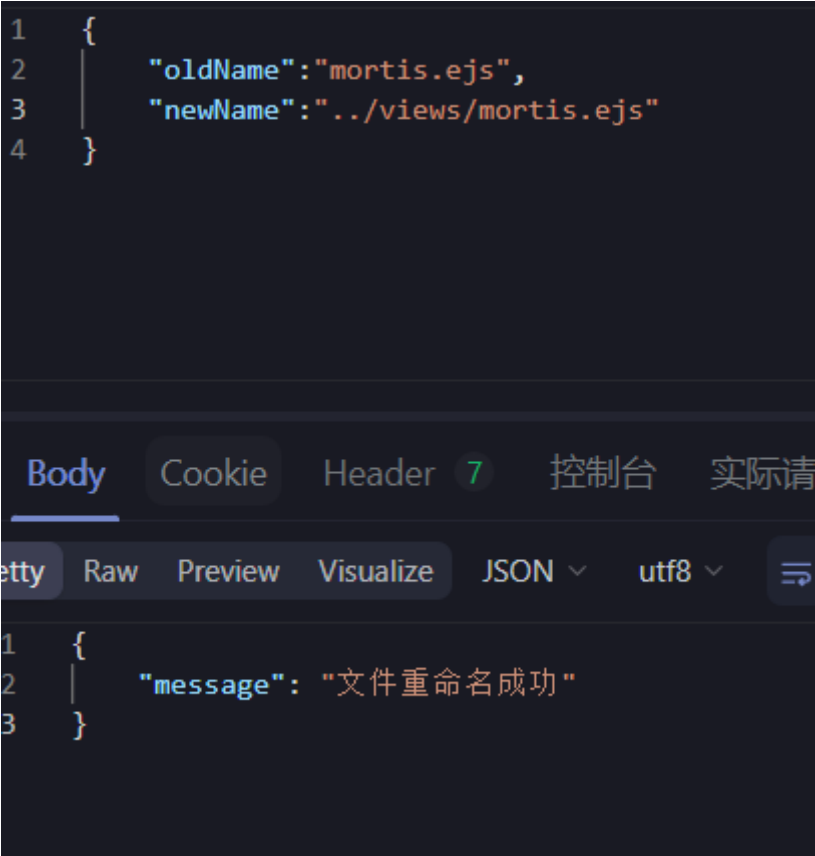 1 {
2 "oldName":"mortis.ejs",
3 "newName":"../views/mortis.ejs"
4 }
Body Cookie Header 7 控制台 实际请
etty Raw Preview Visualize JSON utf8
1 {
2 "message": "文件重命名成功"
3 }